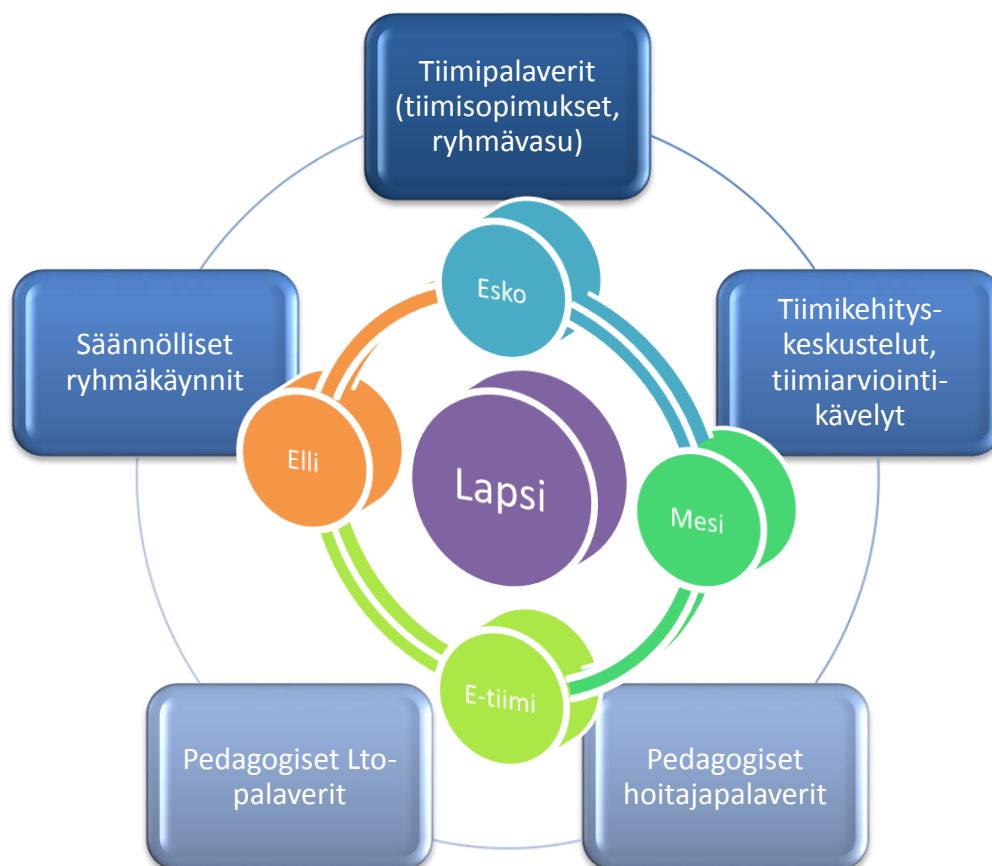 Tiimipalaverit
(tiimisopimukset,
ryhmävasu)
Esko
Säännölliset
ryhmäkäynnit
Tiimikehitys-
keskustelut,
tiimiarviointi-
kävelyt
Elli
Lapsi
Mesi
E-tiimi
Pedagogiset Lto-
palaverit
Pedagogiset
hoitajapalaverit